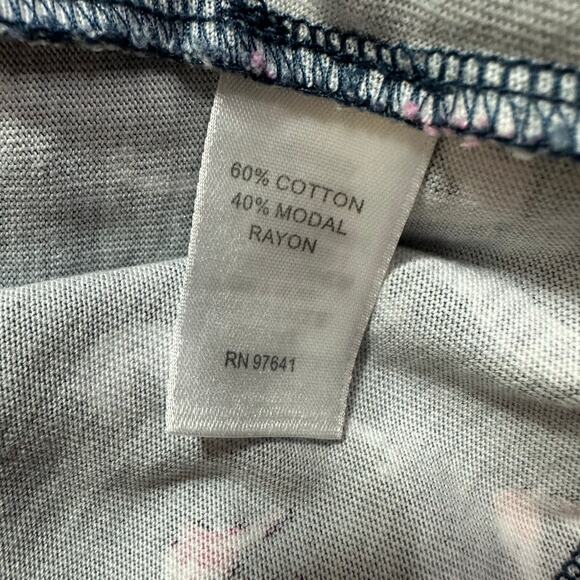 60% COTTON
40% MODAL
RAYON
RN 97641